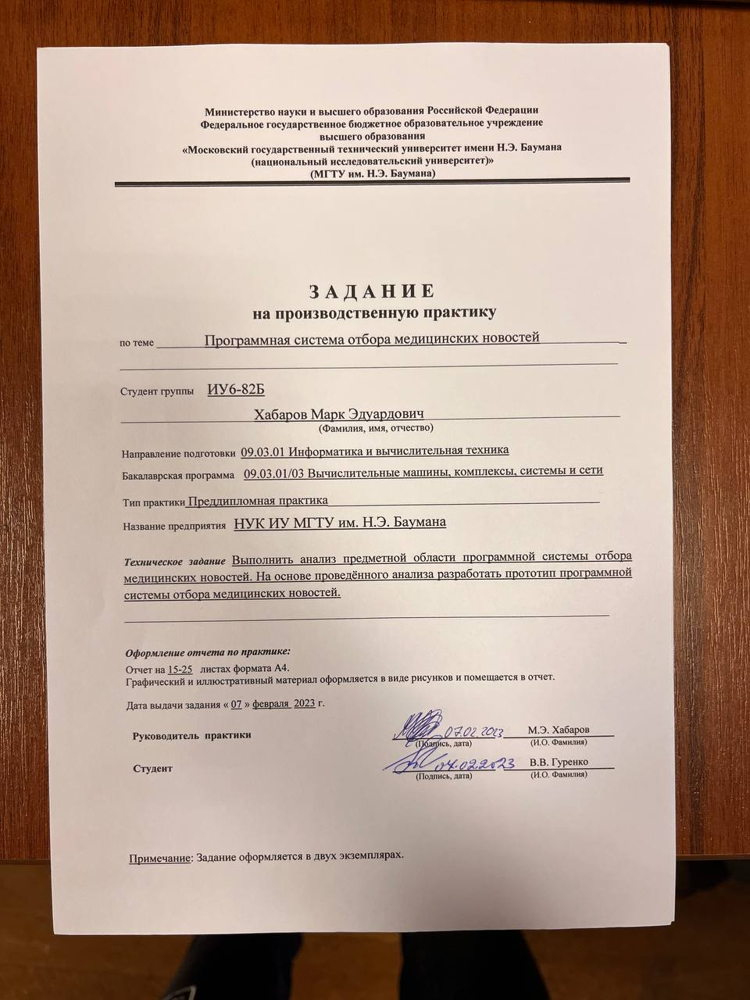 Министерство науки и высшего образования Российской Федерации
Федеральное государственное бюджетное образовательное учреждение
высшего образования
«Московский государственный технический университет имени Н.Э. Баумана
(национальный исследовательский университет)»
(МГТУ им. Н.Э. Баумана)
З А Д А Н И Е
на производственную практику
по теме Программная система отбора медицинских новостей
Студент группы ИУ6-82Б
Хабаров Марк Эдуардович
(Фамилия, имя, отчество)
Направление подготовки 09.03.01 Информатика и вычислительная техника
Бакалаврская программа 09.03.01/03 Вычислительные машины, комплексы, системы и сети
Тип практики Преддипломная практика
Название предприятия НУК ИУ МГТУ им. Н.Э. Баумана
Техническое задание Выполнить анализ предметной области программной системы отбора
медицинских новостей. На основе проведённого анализа разработать прототип программной
системы отбора медицинских новостей.
Оформление отчета по практике:
Отчет на 15-25 листах формата А4.
Графический и иллюстративный материал оформляется в виде рисунков и помещается в отчет.
Дата выдачи задания « 07 » февраля 2023 г.
Руководитель практики 07.02.2023 М.Э. Хабаров
(Подпись, дата) (И.О. Фамилия)
Студент 04.02.2023 В.В. Гуренко
(Подпись, дата) (И.О. Фамилия)
Примечание: Задание оформляется в двух экземплярах.